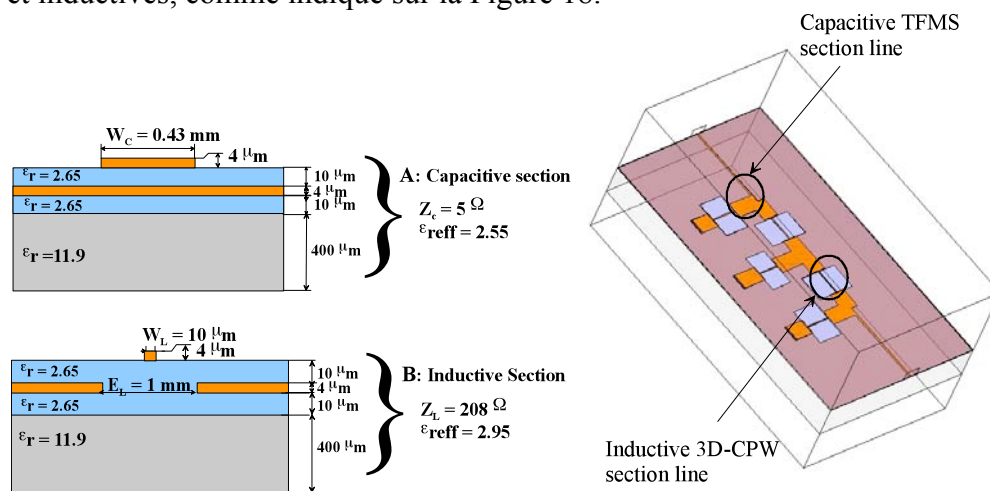 et inductives, comme indiqué sur la Figure 18.
Capacitive TFMS
section line
W_C = 0.43 mm
4 μm
εr = 2.65
10 μm
4 μm
εr = 2.65
10 μm
εr =11.9
400 μm
A: Capacitive section
Z_c = 5 Ω
εreff = 2.55
W_L = 10 μm
4 μm
εr = 2.65
10 μm
E_L = 1 mm
4 μm
εr = 2.65
10 μm
εr = 11.9
400 μm
B: Inductive Section
Z_L = 208 Ω
εreff = 2.95
Inductive 3D-CPW
section line